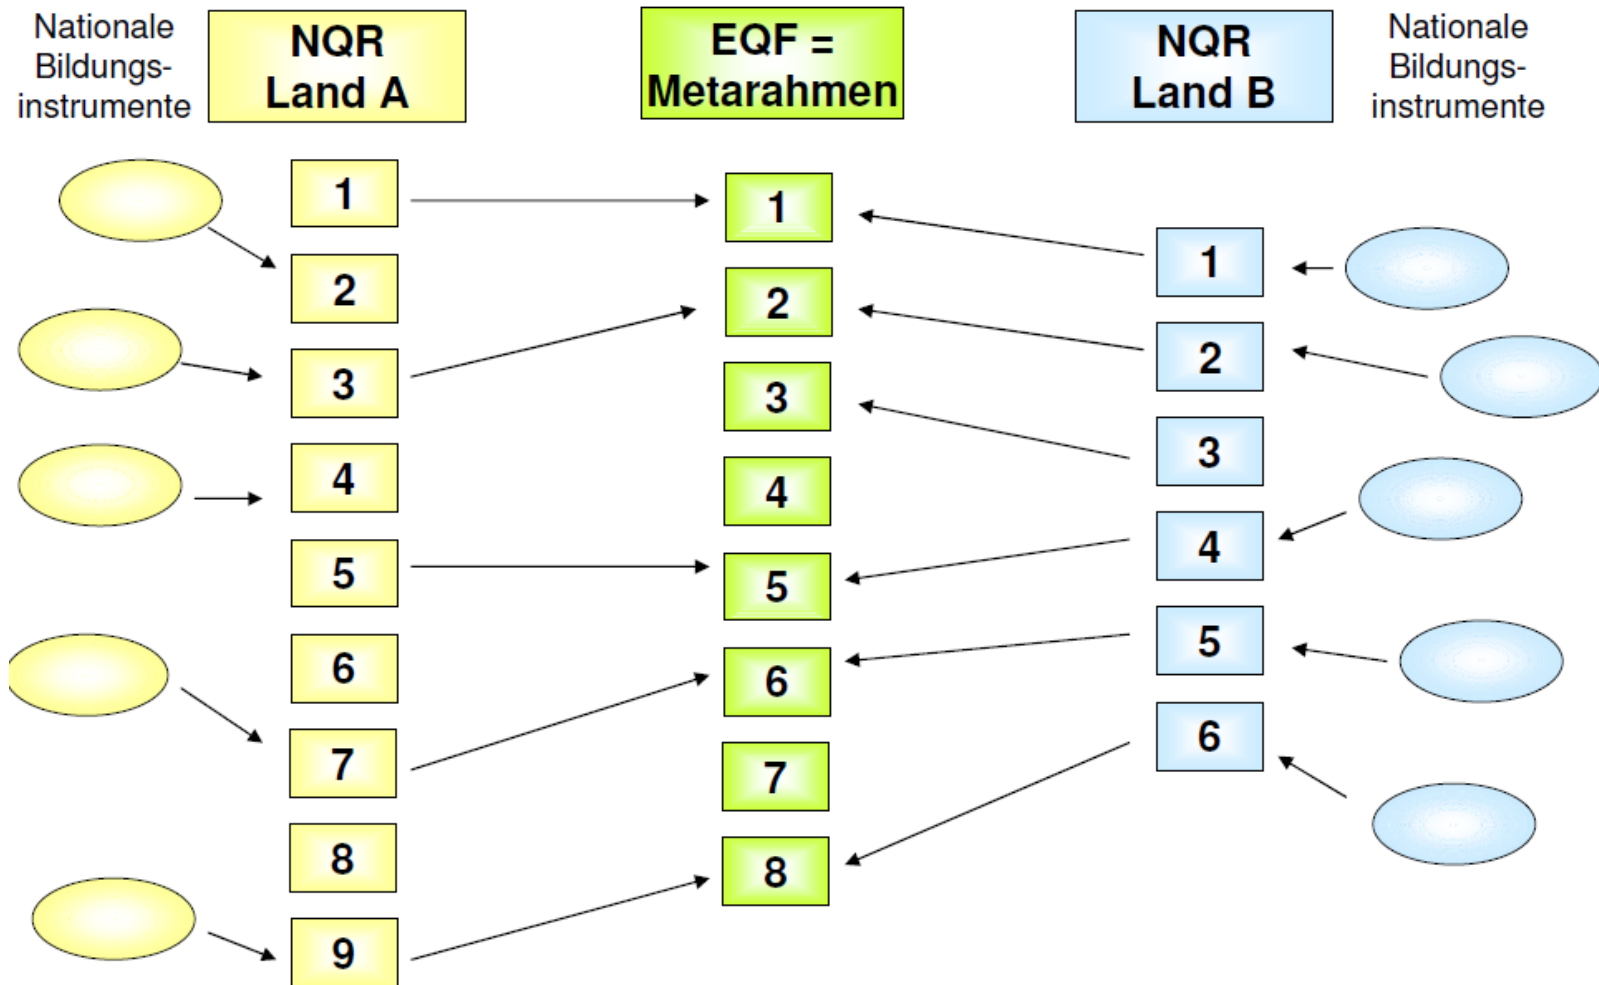 Nationale
Bildungs-
instrumente
NQR
Land A
EQF =
Metarahmen
NQR
Land B
Nationale
Bildungs-
instrumente
1
2
3
4
5
6
7
8
9
1
2
3
4
5
6
7
8
1
2
3
4
5
6